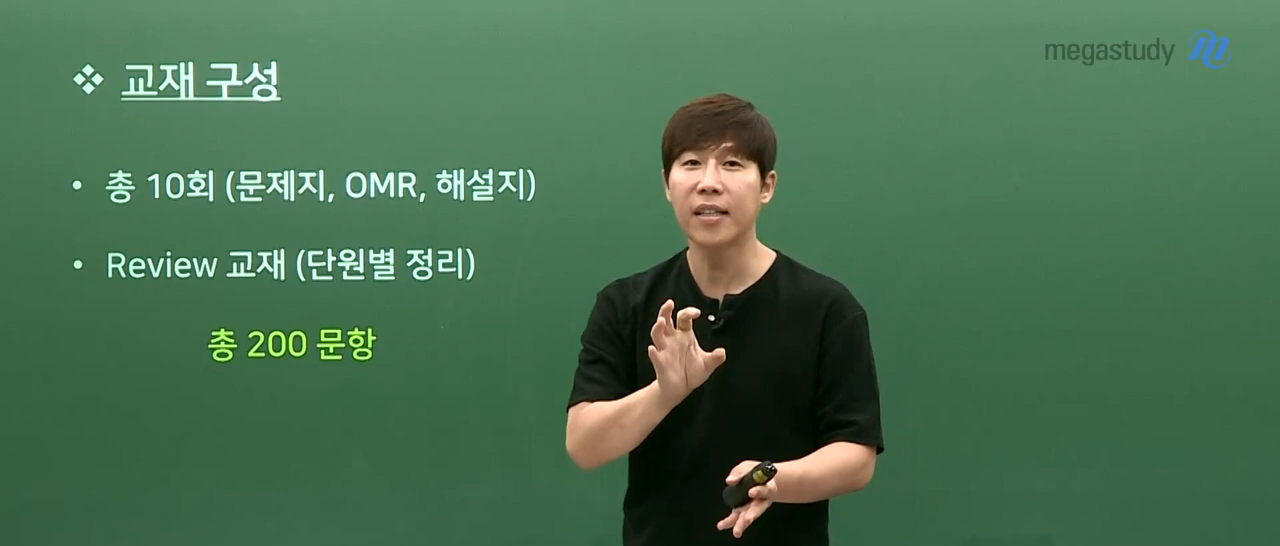 megastudy
❖ 교재 구성
• 총 10회 (문제지, OMR, 해설지)
• Review 교재 (단원별 정리)
총 200 문항